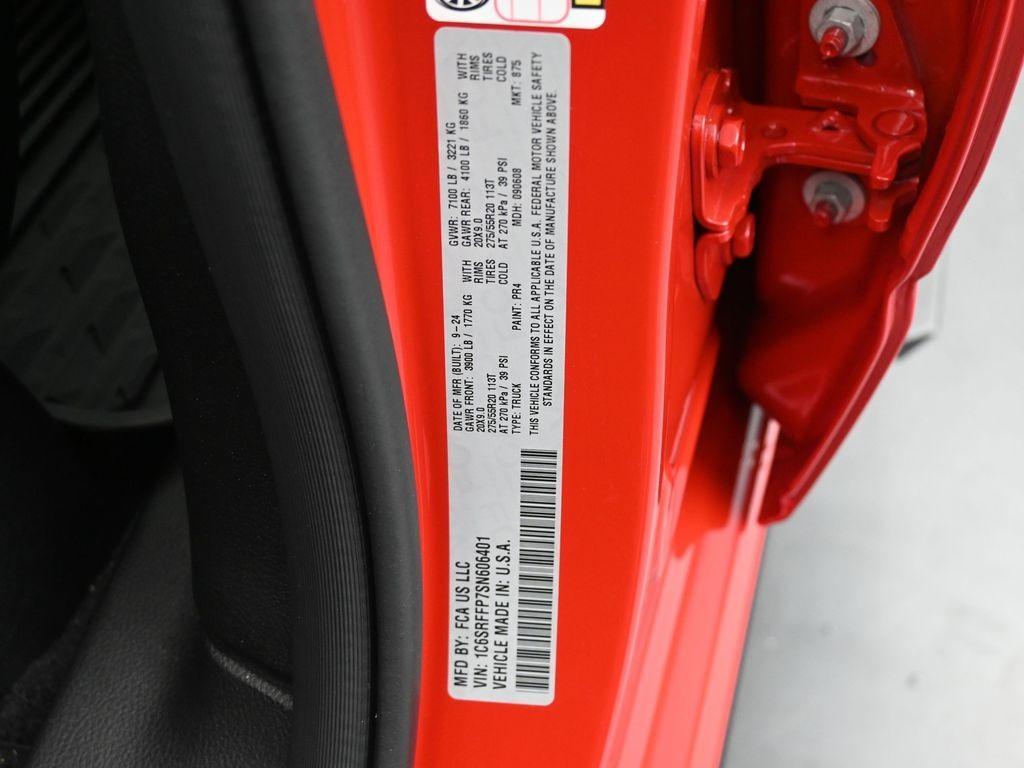 MFD BY: FCA US LLC
VIN: 1C6SRFFP7SN606401
VEHICLE MADE IN: U.S.A.
DATE OF MFR (BUILT): 9-24 GVWR: 7100 LB / 3221 KG
GAWR FRONT: 3900 LB / 1770 KG WITH GAWR REAR: 4100 LB / 1860 KG WITH
20X9.0 RIMS 20X9.0 RIMS
275/55R20 113T TIRES 275/55R20 113T TIRES
AT 270 kPa / 39 PSI COLD AT 270 kPa / 39 PSI COLD
TYPE: TRUCK PAINT: PR4 MDH: 090608 MKT: 875
THIS VEHICLE CONFORMS TO ALL APPLICABLE U.S.A. FEDERAL MOTOR VEHICLE SAFETY
STANDARDS IN EFFECT ON THE DATE OF MANUFACTURE SHOWN ABOVE.